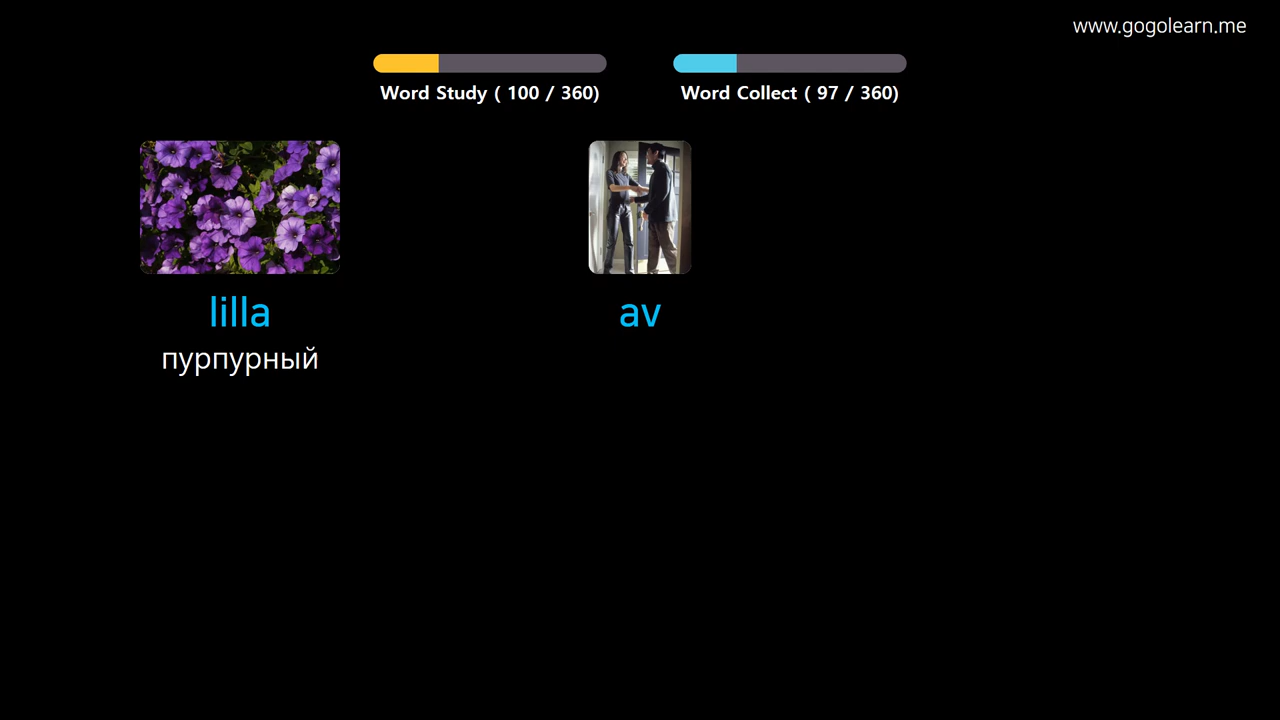 www.gogolearn.me
Word Study ( 100 / 360)
Word Collect ( 97 / 360)
lilla
av
пурпурный